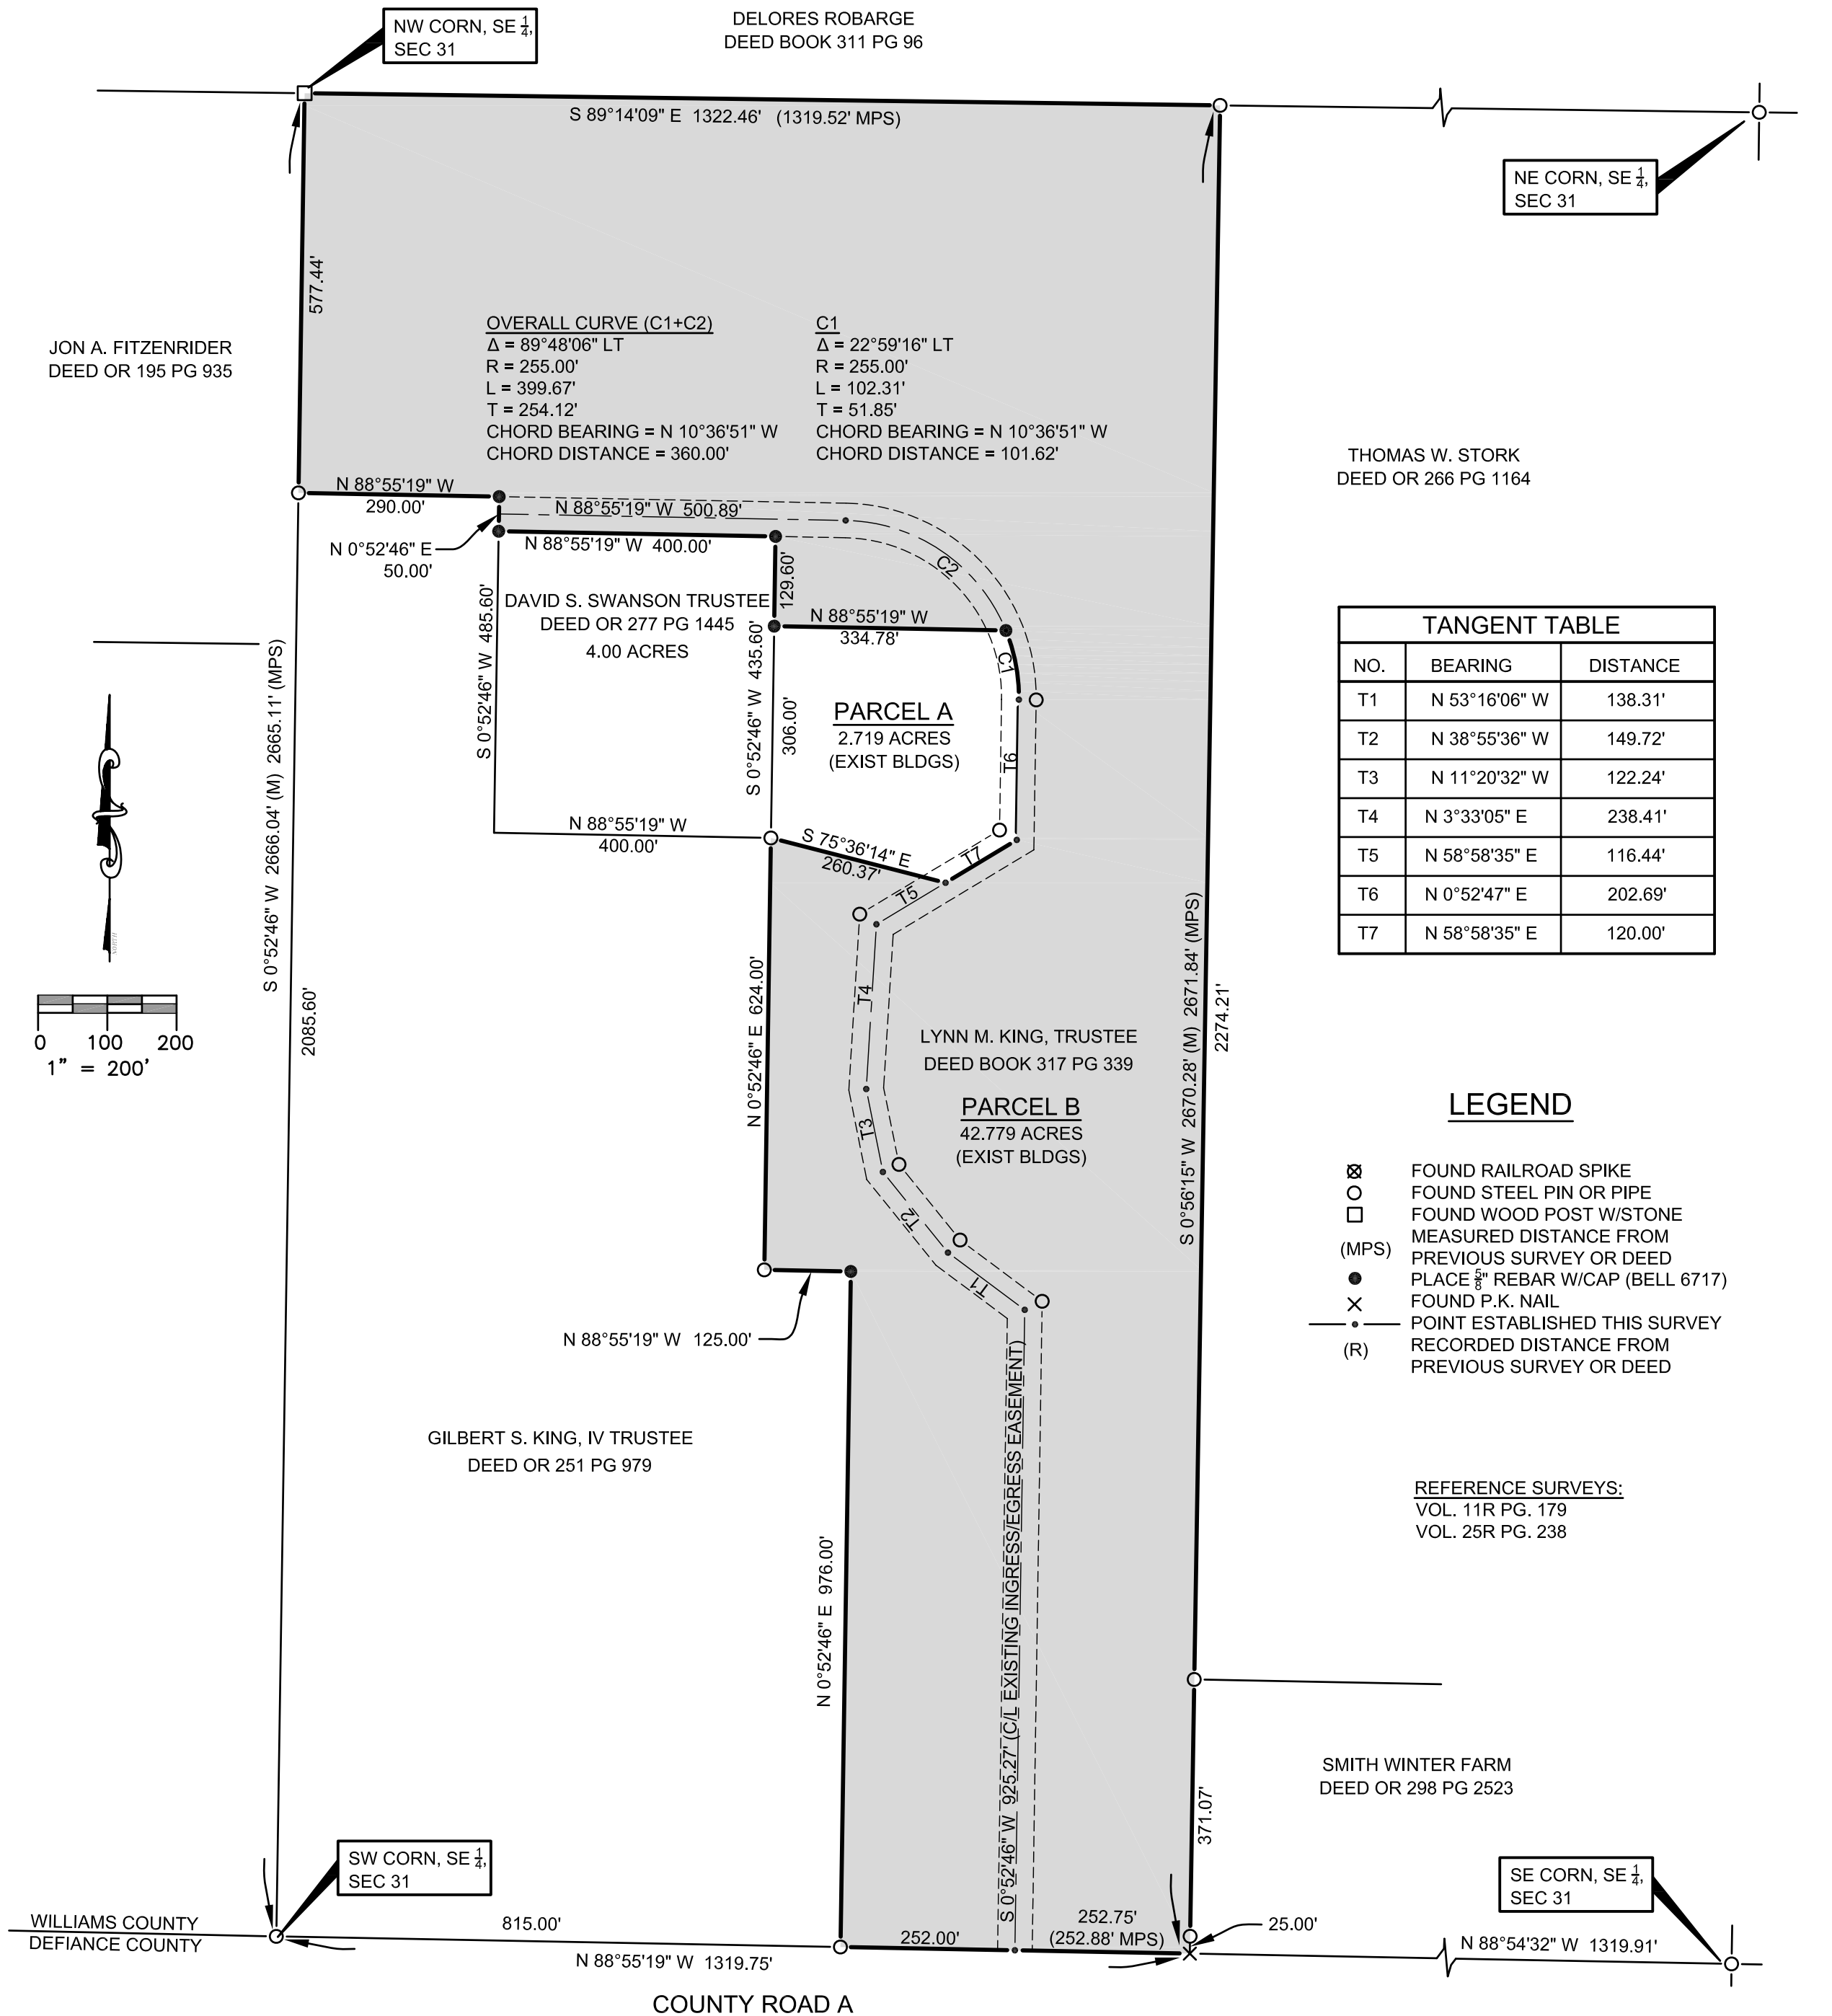 DELORES ROBARGE
DEED BOOK 311 PG 96
NW CORN, SE 1/4,
SEC 31
S 89°14'09" E 1322.46' (1319.52' MPS)
NE CORN, SE 1/4,
SEC 31
577.44'
JON A. FITZENRIDER
DEED OR 195 PG 935
OVERALL CURVE (C1+C2)
Δ = 89°48'06" LT
R = 255.00'
L = 399.67'
T = 254.12'
CHORD BEARING = N 10°36'51" W
CHORD DISTANCE = 360.00'
C1
Δ = 22°59'16" LT
R = 255.00'
L = 102.31'
T = 51.85'
CHORD BEARING = N 10°36'51" W
CHORD DISTANCE = 101.62'
THOMAS W. STORK
DEED OR 266 PG 1164
N 88°55'19" W
290.00'
N 88°55'19" W 500.89'
N 0°52'46" E
50.00'
N 88°55'19" W 400.00'
C2
129.60'
DAVID S. SWANSON TRUSTEE
DEED OR 277 PG 1445
4.00 ACRES
N 88°55'19" W
334.78'
C1
S 0°52'46" W 485.60'
S 0°52'46" W 435.60'
306.00'
PARCEL A
2.719 ACRES
(EXIST BLDGS)
T6
N 88°55'19" W
400.00'
S 75°36'14" E
260.37'
T7
T5
TANGENT TABLE
NO. BEARING DISTANCE
T1 N 53°16'06" W 138.31'
T2 N 38°55'36" W 149.72'
T3 N 11°20'32" W 122.24'
T4 N 3°33'05" E 238.41'
T5 N 58°58'35" E 116.44'
T6 N 0°52'47" E 202.69'
T7 N 58°58'35" E 120.00'
S 0°52'46" W 2666.04' (M) 2665.11' (MPS)
2085.60'
NORTH
0 100 200
1" = 200'
N 0°52'46" E 624.00'
T4
LYNN M. KING, TRUSTEE
DEED BOOK 317 PG 339
PARCEL B
42.779 ACRES
(EXIST BLDGS)
T3
T2
T1
S 0°56'15" W 2670.28' (M) 2671.84' (MPS)
2274.21'
N 88°55'19" W 125.00'
LEGEND
FOUND RAILROAD SPIKE
FOUND STEEL PIN OR PIPE
FOUND WOOD POST W/STONE
(MPS) MEASURED DISTANCE FROM
PREVIOUS SURVEY OR DEED
PLACE 5/8" REBAR W/CAP (BELL 6717)
FOUND P.K. NAIL
POINT ESTABLISHED THIS SURVEY
(R) RECORDED DISTANCE FROM
PREVIOUS SURVEY OR DEED
GILBERT S. KING, IV TRUSTEE
DEED OR 251 PG 979
REFERENCE SURVEYS:
VOL. 11R PG. 179
VOL. 25R PG. 238
N 0°52'46" E 976.00'
S 0°52'46" W 925.27' (C/L EXISTING INGRESS/EGRESS EASEMENT)
SMITH WINTER FARM
DEED OR 298 PG 2523
371.07'
SW CORN, SE 1/4,
SEC 31
SE CORN, SE 1/4,
SEC 31
WILLIAMS COUNTY
DEFIANCE COUNTY
815.00'
252.00'
252.75'
(252.88' MPS)
25.00'
N 88°55'19" W 1319.75'
N 88°54'32" W 1319.91'
COUNTY ROAD A